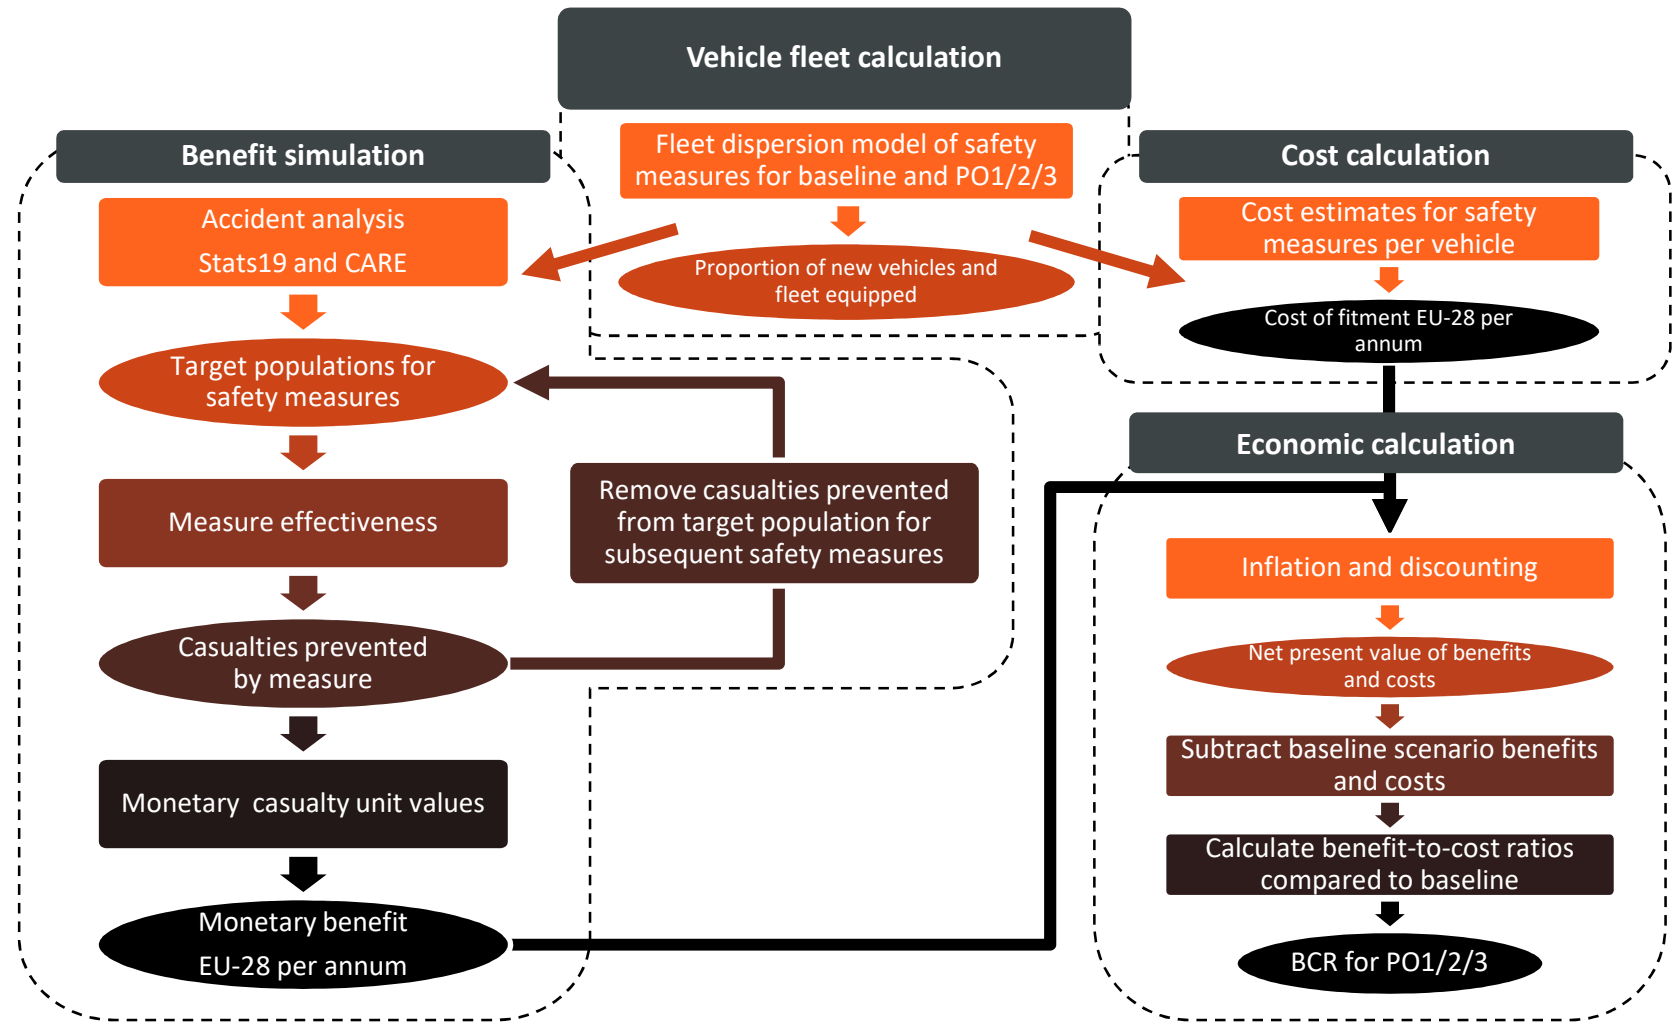 Vehicle fleet calculation
Fleet dispersion model of safety
measures for baseline and PO1/2/3
Proportion of new vehicles and
fleet equipped
Benefit simulation
Accident analysis
Stats19 and CARE
Target populations for
safety measures
Measure effectiveness
Casualties prevented
by measure
Monetary casualty unit values
Monetary benefit
EU-28 per annum
Remove casualties prevented
from target population for
subsequent safety measures
Cost calculation
Cost estimates for safety
measures per vehicle
Cost of fitment EU-28 per
annum
Economic calculation
Inflation and discounting
Net present value of benefits
and costs
Subtract baseline scenario benefits
and costs
Calculate benefit-to-cost ratios
compared to baseline
BCR for PO1/2/3